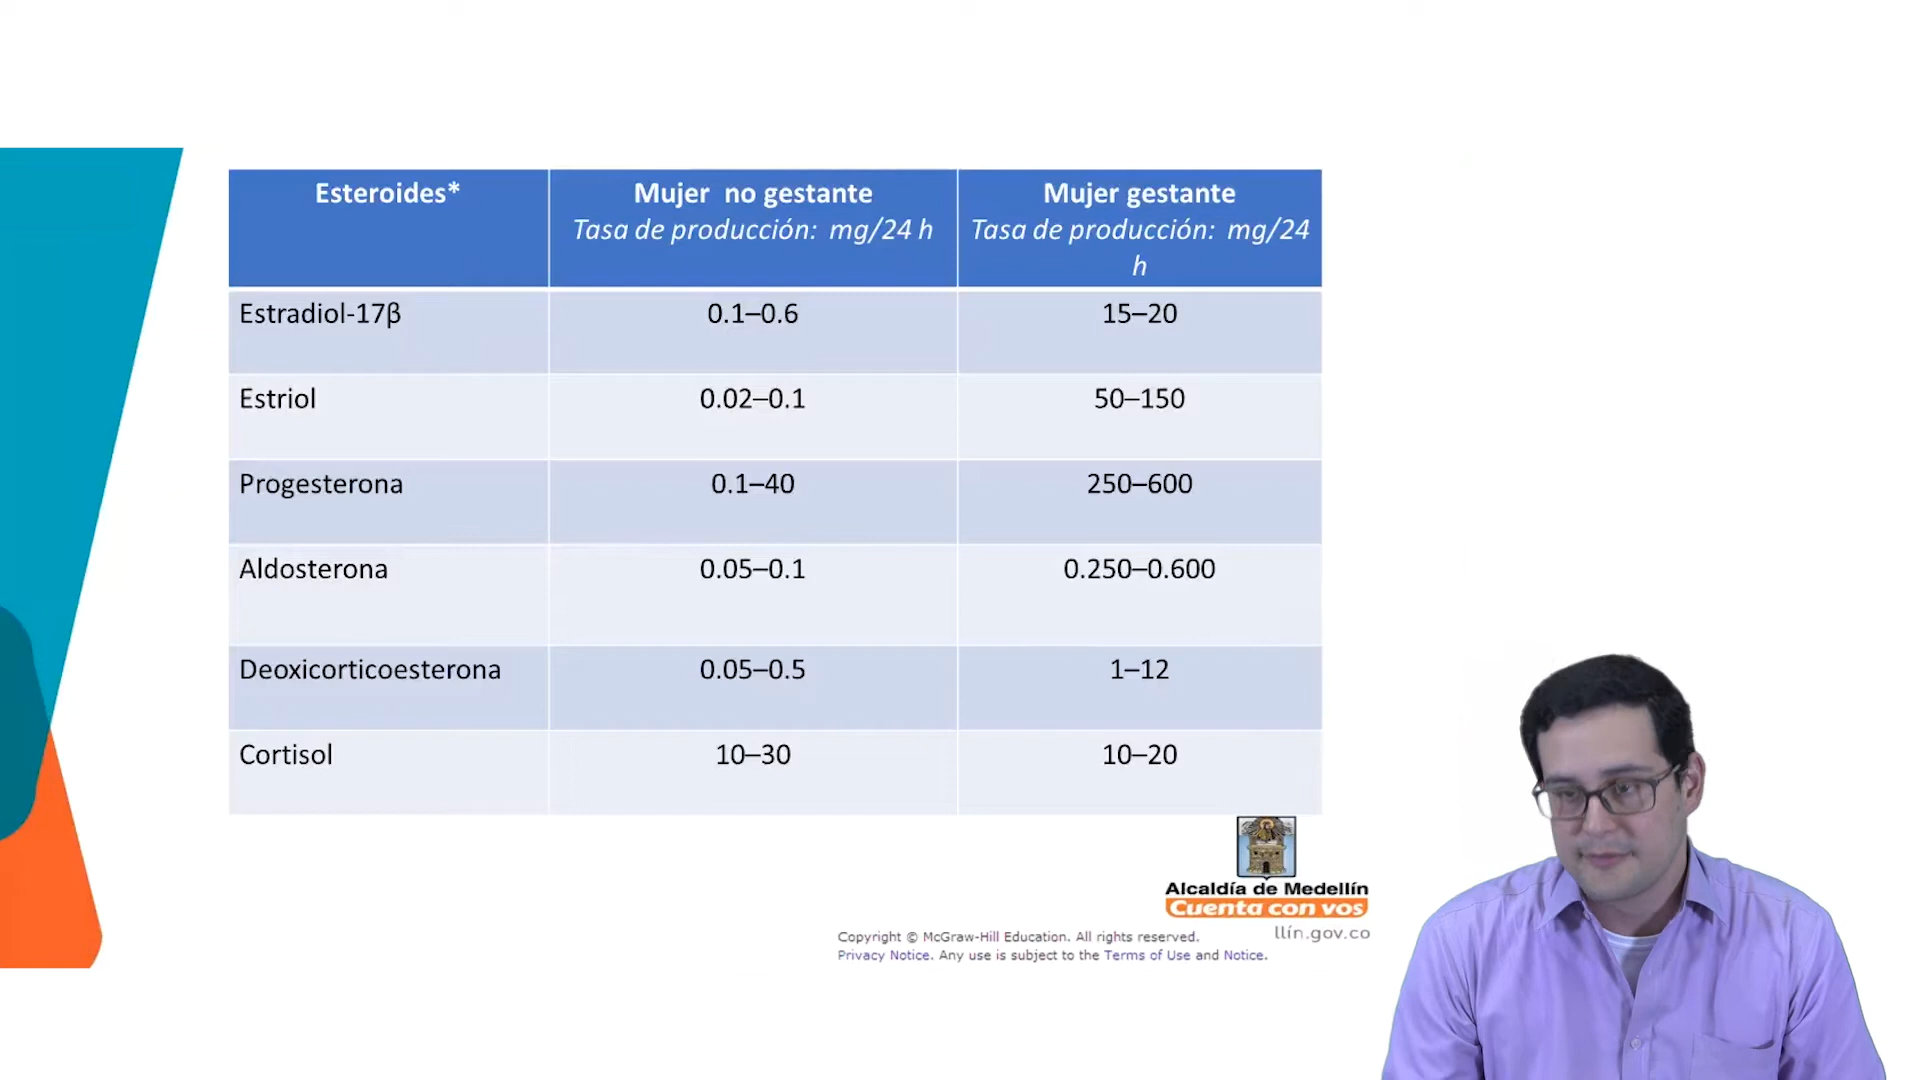 Esteroides*
Mujer no gestante
Tasa de producción: mg/24 h
Mujer gestante
Tasa de producción: mg/24
h
Estradiol-17β
0.1–0.6
15–20
Estriol
0.02–0.1
50–150
Progesterona
0.1–40
250–600
Aldosterona
0.05–0.1
0.250–0.600
Deoxicorticoesterona
0.05–0.5
1–12
Cortisol
10–30
10–20
Alcaldía de Medellín
Cuenta con vos
llín.gov.co
Copyright © McGraw-Hill Education. All rights reserved.
Privacy Notice. Any use is subject to the Terms of Use and Notice.